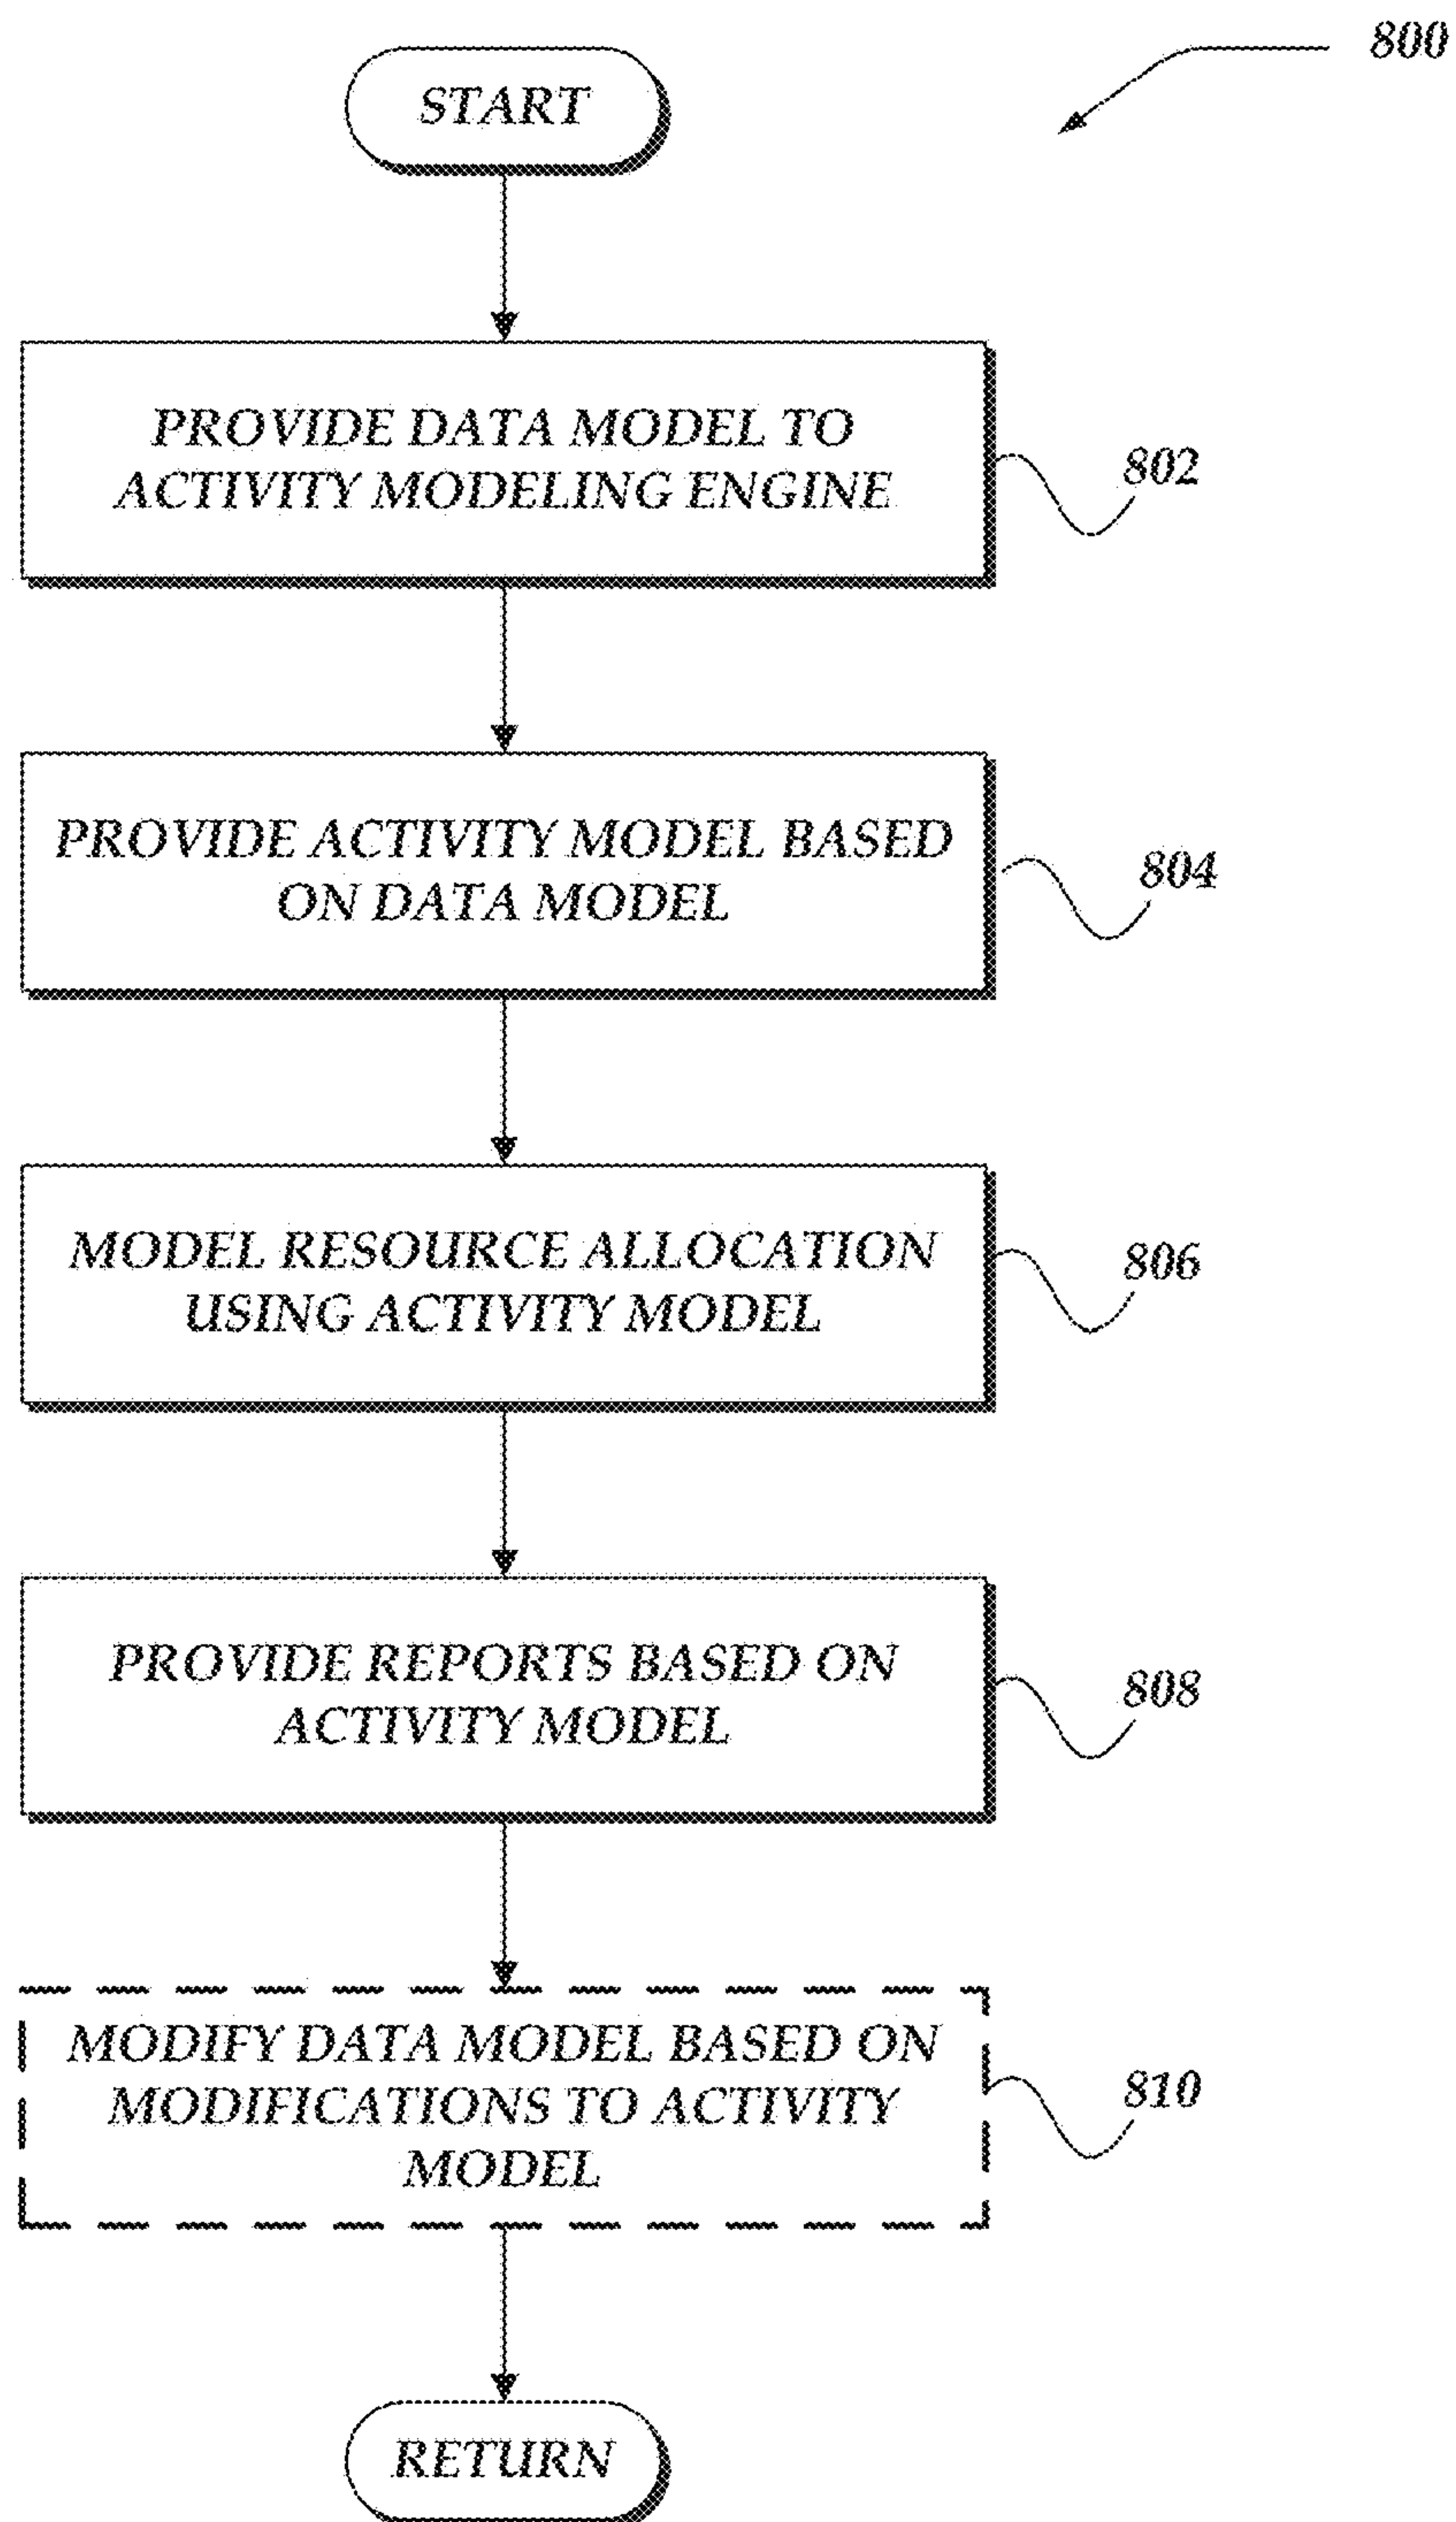 800
START
PROVIDE DATA MODEL TO
ACTIVITY MODELING ENGINE
802
PROVIDE ACTIVITY MODEL BASED
ON DATA MODEL
804
MODEL RESOURCE ALLOCATION
USING ACTIVITY MODEL
806
PROVIDE REPORTS BASED ON
ACTIVITY MODEL
808
MODIFY DATA MODEL BASED ON
MODIFICATIONS TO ACTIVITY
MODEL
810
RETURN